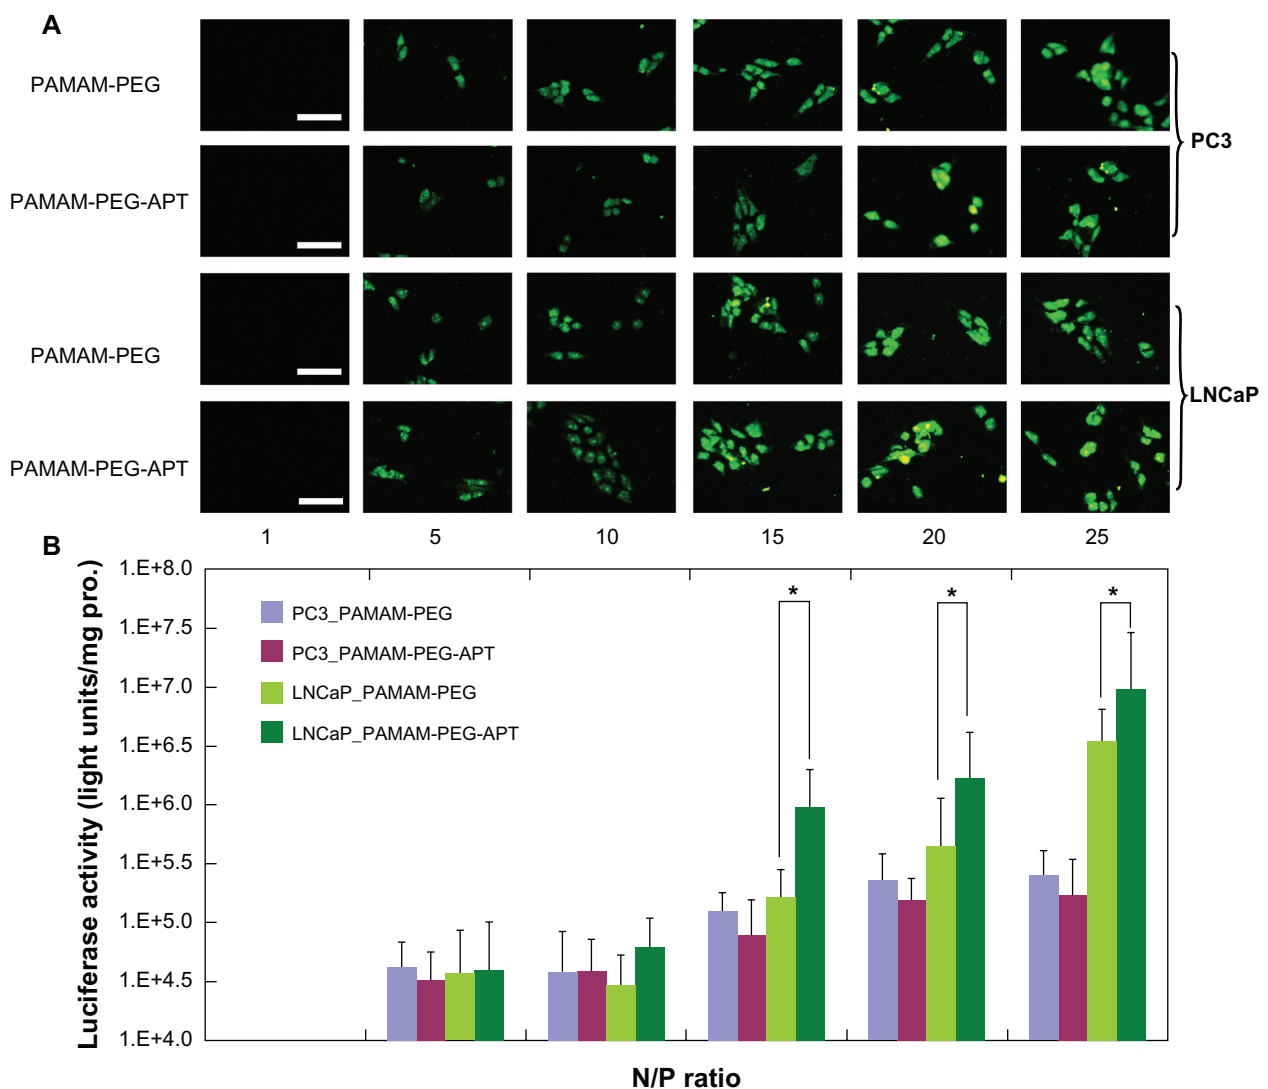 A
PAMAM-PEG
PAMAM-PEG-APT
PC3
PAMAM-PEG
PAMAM-PEG-APT
LNCaP
1 5 10 15 20 25
B
Luciferase activity (light units/mg pro.)
1.E+8.0
1.E+7.5
1.E+7.0
1.E+6.5
1.E+6.0
1.E+5.5
1.E+5.0
1.E+4.5
1.E+4.0
PC3_PAMAM-PEG
PC3_PAMAM-PEG-APT
LNCaP_PAMAM-PEG
LNCaP_PAMAM-PEG-APT
* * *
N/P ratio